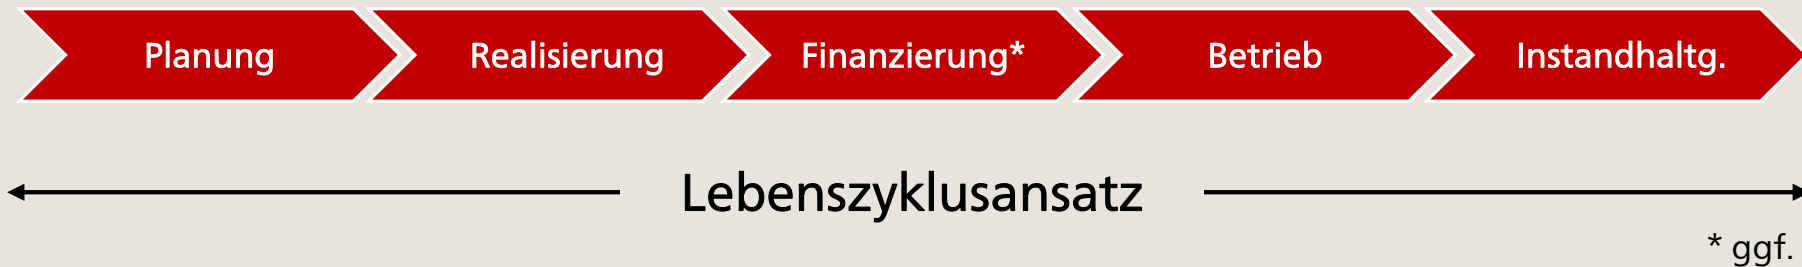 Planung Realisierung Finanzierung* Betrieb Instandhaltg.
Lebenszyklusansatz
* ggf.